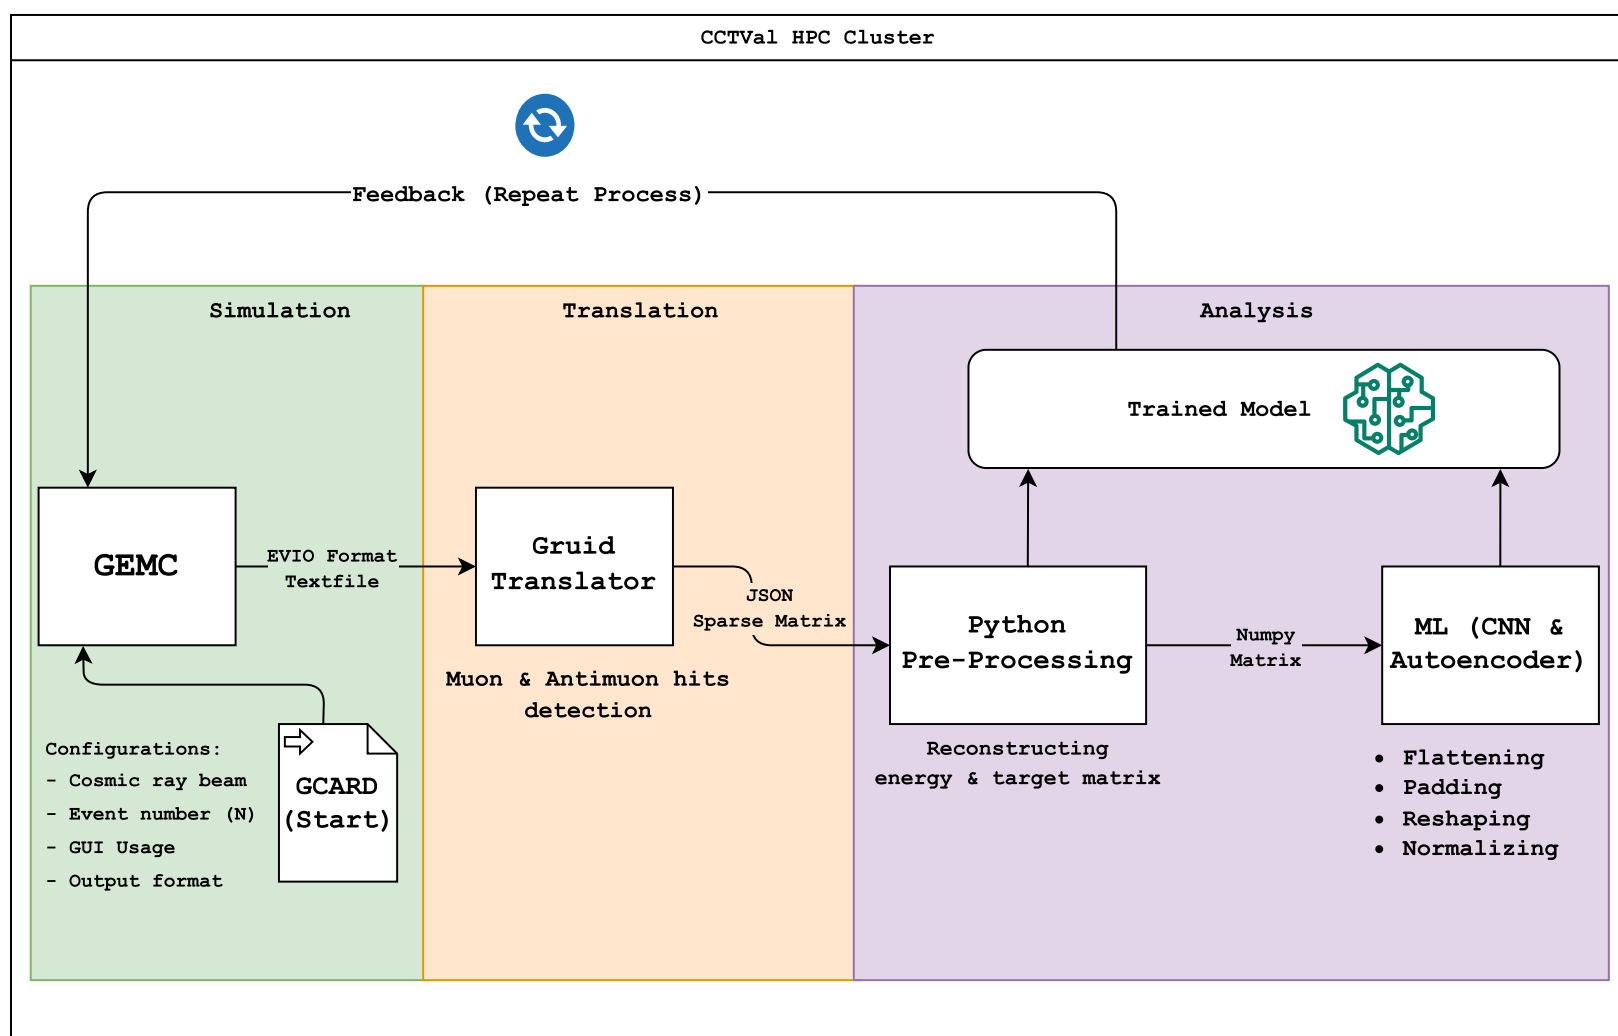 CCTVal HPC Cluster
Feedback (Repeat Process)
Simulation
Translation
Analysis
Trained Model
GEMC
EVIO Format
Textfile
Gruid
Translator
JSON
Sparse Matrix
Muon & Antimuon hits
detection
Python
Pre-Processing
Numpy
Matrix
ML (CNN &
Autoencoder)
Reconstructing
energy & target matrix
• Flattening
• Padding
• Reshaping
• Normalizing
Configurations:
- Cosmic ray beam
- Event number (N)
- GUI Usage
- Output format
GCARD
(Start)